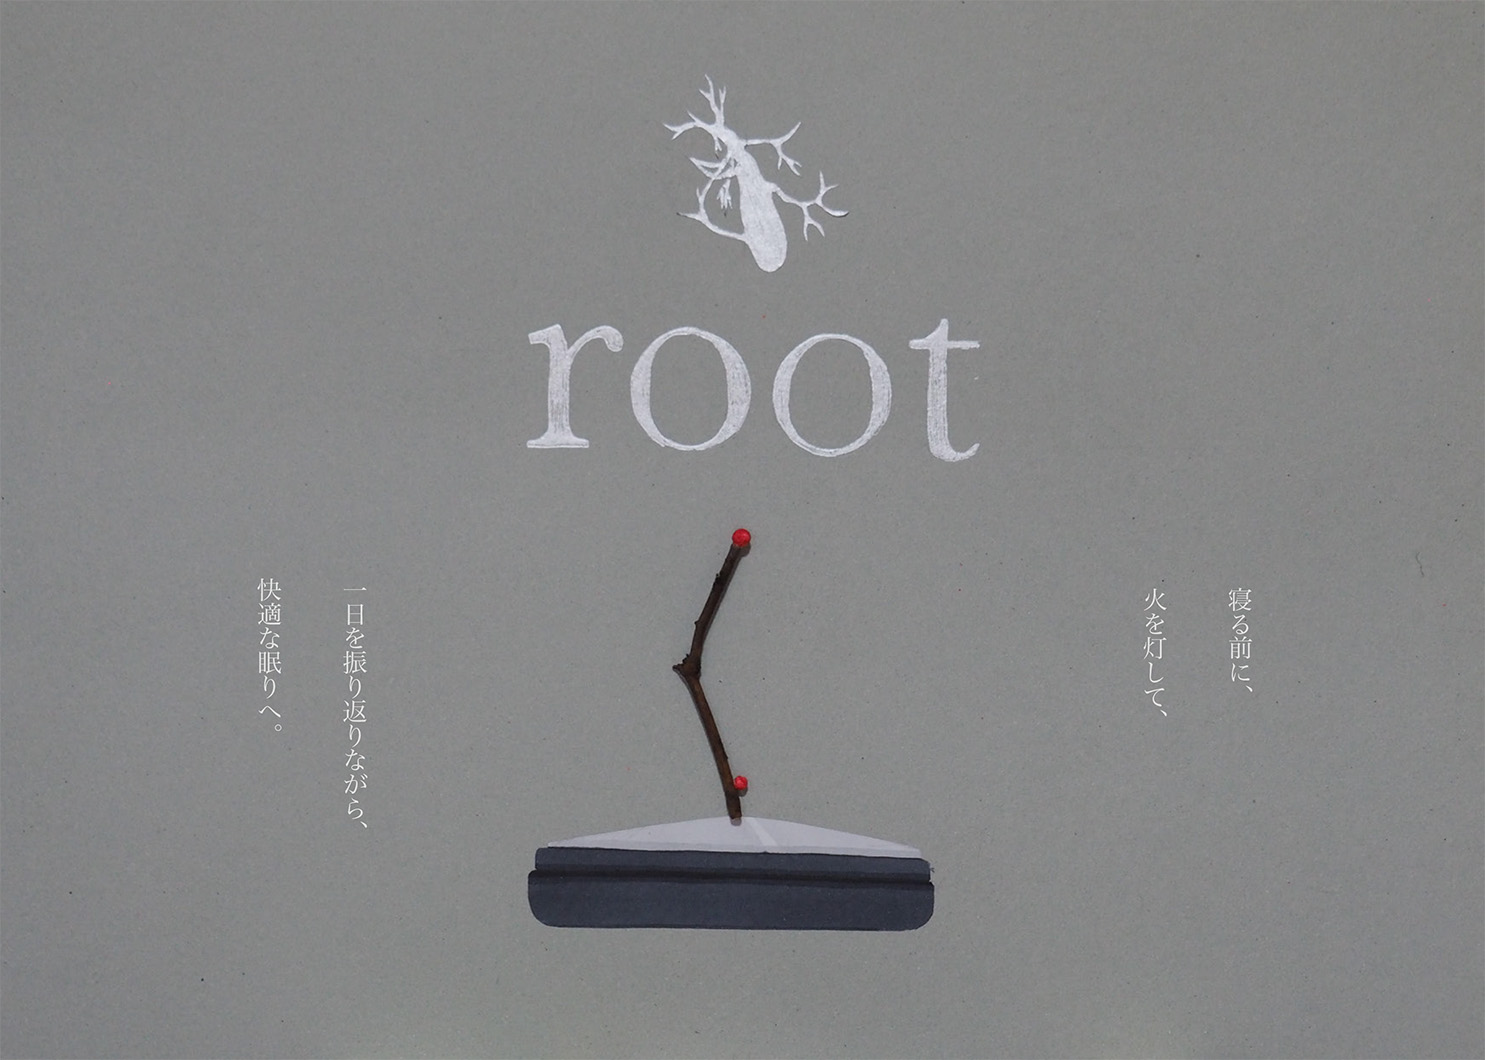 root
寝る前に、
火を灯して、
一日を振り返りながら、
快適な眠りへ。